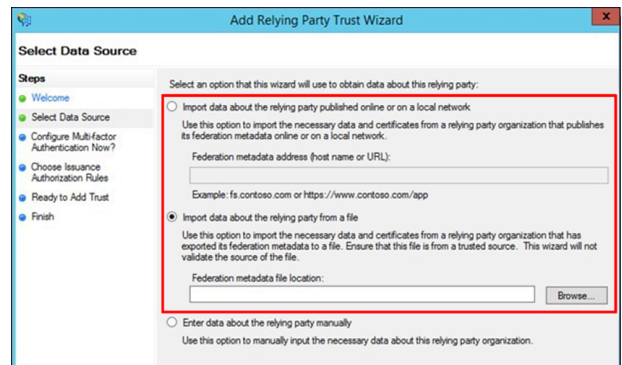 Add Relying Party Trust Wizard
x
Select Data Source
Steps
Welcome
Select Data Source
Configure Multi-factor
Authentication Now?
Choose Issuance
Authorization Rules
Ready to Add Trust
Finish
Select an option that this wizard will use to obtain data about this relying party:
Import data about the relying party published online or on a local network
Use this option to import the necessary data and certificates from a relying party organization that publishes
its federation metadata online or on a local network.
Federation metadata address (host name or URL):
Example: fs.contoso.com or https://www.contoso.com/app
Import data about the relying party from a file
Use this option to import the necessary data and certificates from a relying party organization that has
exported its federation metadata to a file. Ensure that this file is from a trusted source. This wizard will not
validate the source of the file.
Federation metadata file location:
Browse...
Enter data about the relying party manually
Use this option to manually input the necessary data about this relying party organization.